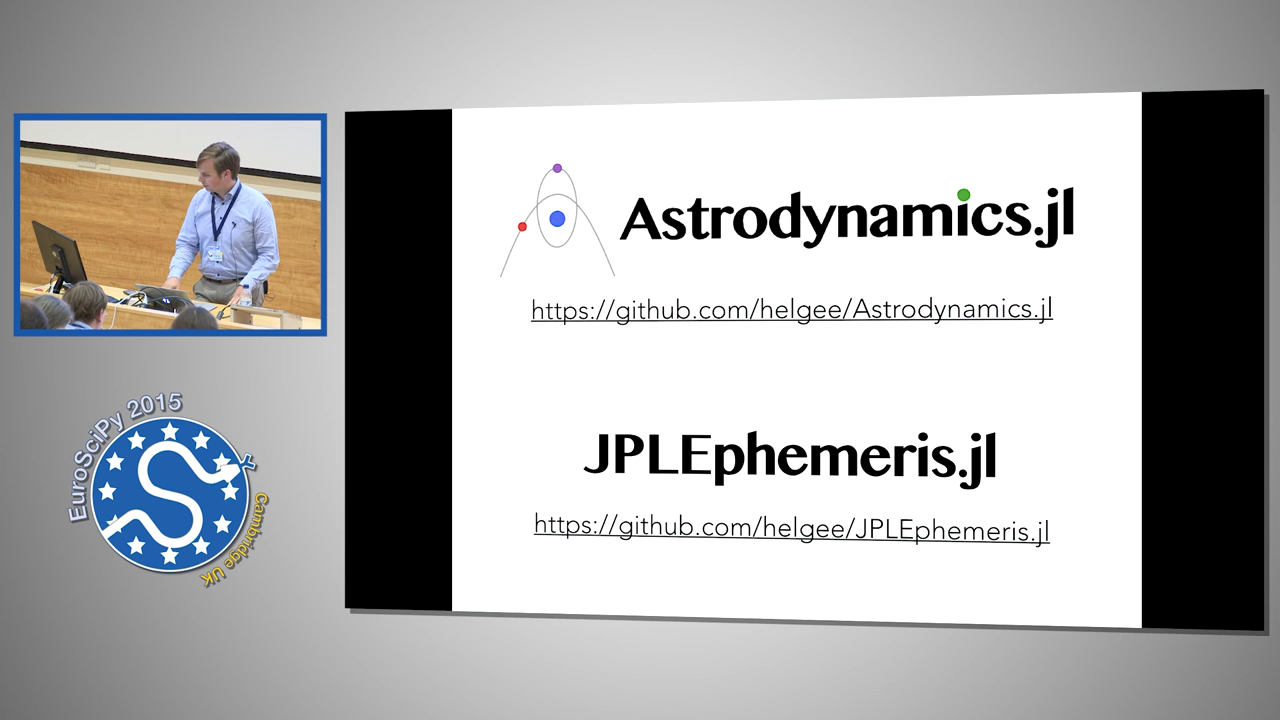 Astrodynamics.jl
https://github.com/helgee/Astrodynamics.jl
JPLEphemeris.jl
https://github.com/helgee/JPLEphemeris.jl
EuroSciPy 2015
Cambridge UK